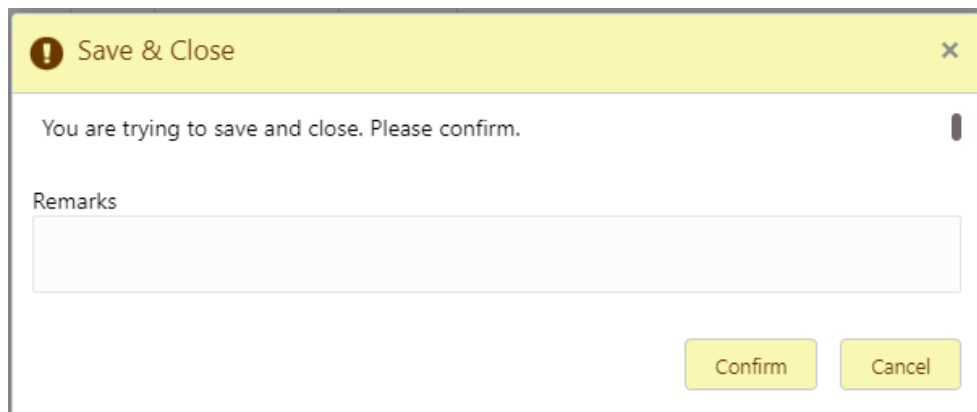 Save & Close
You are trying to save and close. Please confirm.
Remarks
Confirm
Cancel